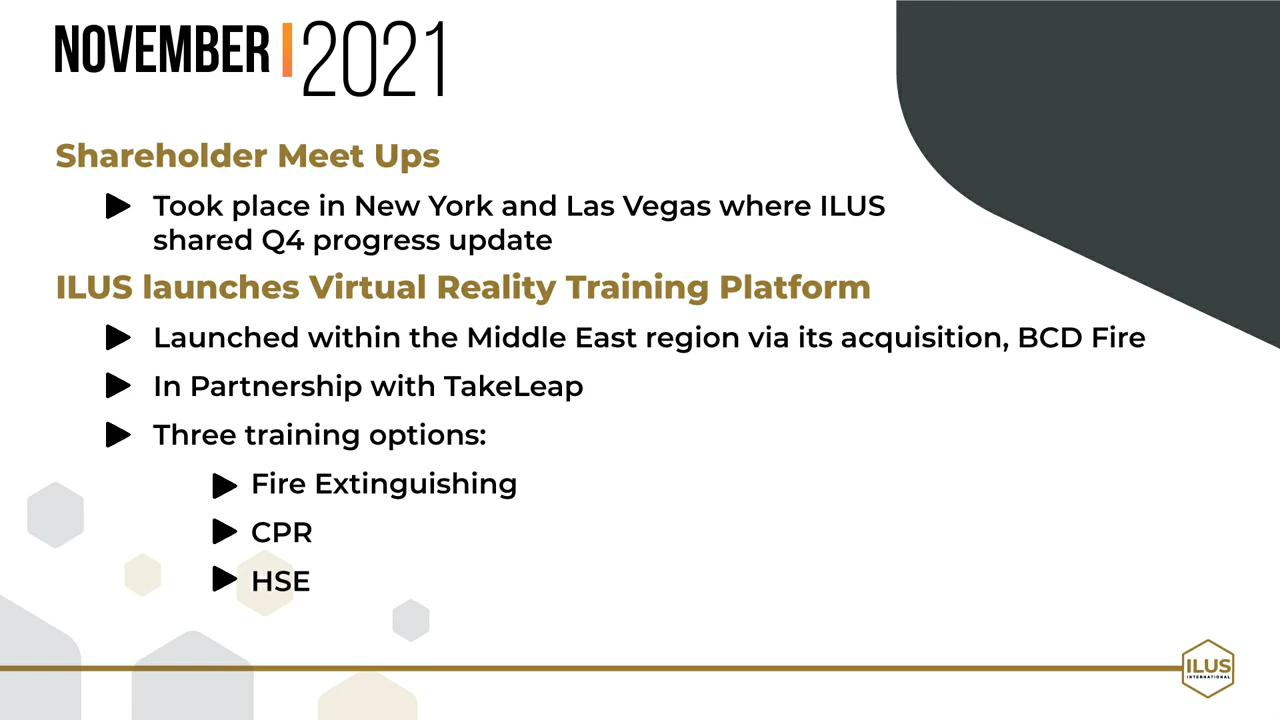 NOVEMBER 2021
Shareholder Meet Ups
Took place in New York and Las Vegas where ILUS
shared Q4 progress update
ILUS launches Virtual Reality Training Platform
Launched within the Middle East region via its acquisition, BCD Fire
In Partnership with TakeLeap
Three training options:
Fire Extinguishing
CPR
HSE
ILUS
INTERNATIONAL